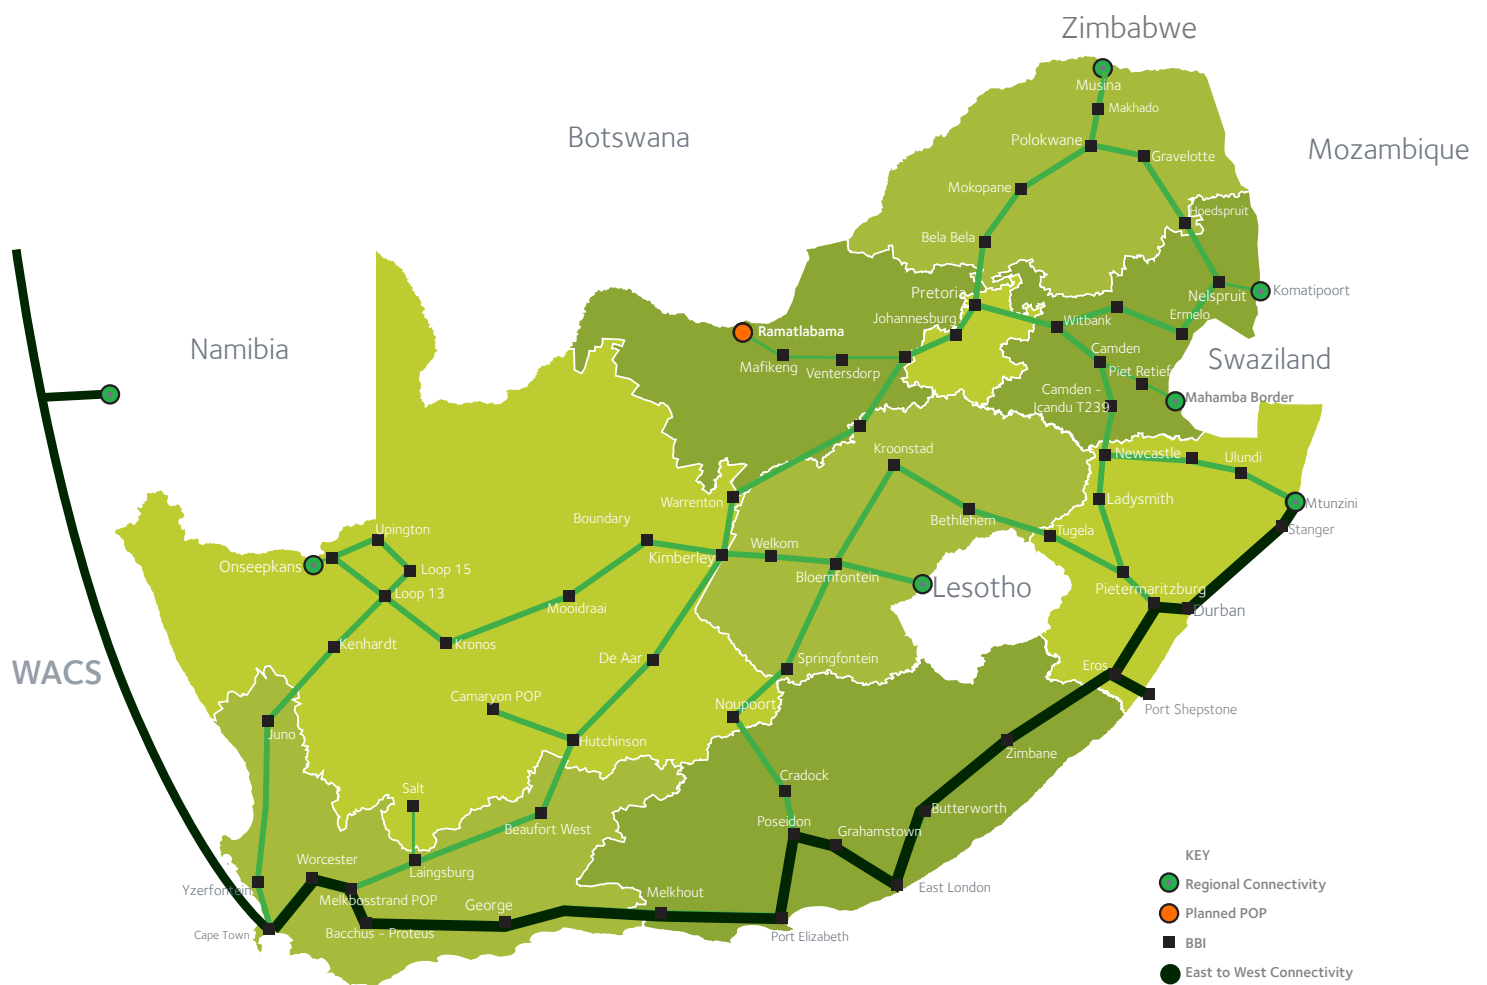 Zimbabwe
Musina
Makhado
Botswana
Polokwane
Mozambique
Gravelotte
Mokopane
Hoedspruit
Bela Bela
Pretoria
Nelspruit
Komatipoort
Johannesburg
Witbank
Ermelo
Ramatlabama
Namibia
Camden
Swaziland
Mafikeng
Ventersdorp
Piet Retief
Camden -
Icandu T239
Mahamba Border
Kroonstad
Newcastle
Ulundi
Warrenton
Ladysmith
Mtunzini
Boundary
Bethlehem
Upington
Tugela
Stanger
Welkom
Kimberley
Onseepkans
Loop 15
Bloemfontein
Lesotho
Loop 13
Pietermaritzburg
Mooidraai
Durban
Kenhardt
Kronos
De Aar
Springfontein
WACS
Eros
Camaryon POP
Noupoort
Port Shepstone
Juno
Hutchinson
Zimbane
Cradock
Salt
Butterworth
Poseidon
Beaufort West
Grahamstown
Worcester
KEY
Laingsburg
Regional Connectivity
Yzerfontein
East London
Melkhout
Melkbosstrand POP
George
Planned POP
Cape Town
Bacchus - Proteus
Port Elizabeth
BBI
East to West Connectivity